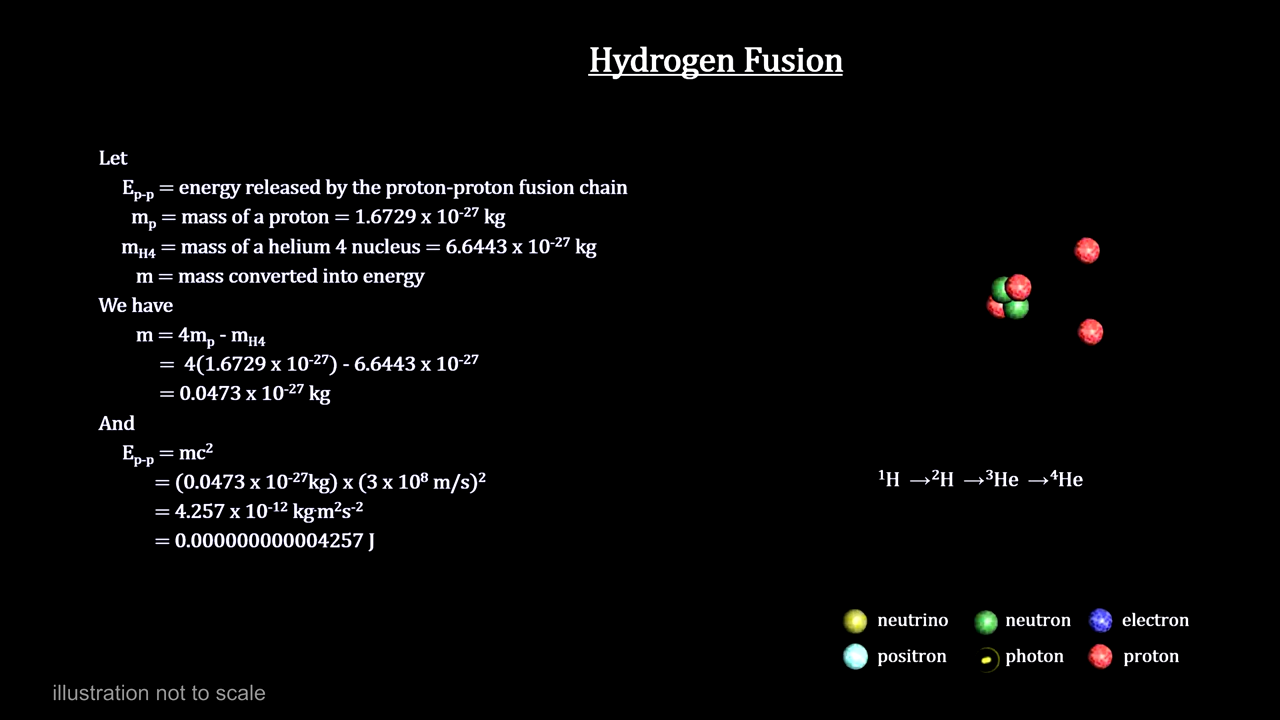 Hydrogen Fusion
Let
Eₚ₋ₚ = energy released by the proton-proton fusion chain
mₚ = mass of a proton = 1.6729 x 10⁻²⁷ kg
m_H4 = mass of a helium 4 nucleus = 6.6443 x 10⁻²⁷ kg
m = mass converted into energy
We have
m = 4mₚ - m_H4
= 4(1.6729 x 10⁻²⁷) - 6.6443 x 10⁻²⁷
= 0.0473 x 10⁻²⁷ kg
And
Eₚ₋ₚ = mc²
= (0.0473 x 10⁻²⁷kg) x (3 x 10⁸ m/s)²
= 4.257 x 10⁻¹² kg·m²s⁻²
= 0.000000000004257 J
¹H →²H →³He →⁴He
neutrino neutron electron
positron photon proton
illustration not to scale